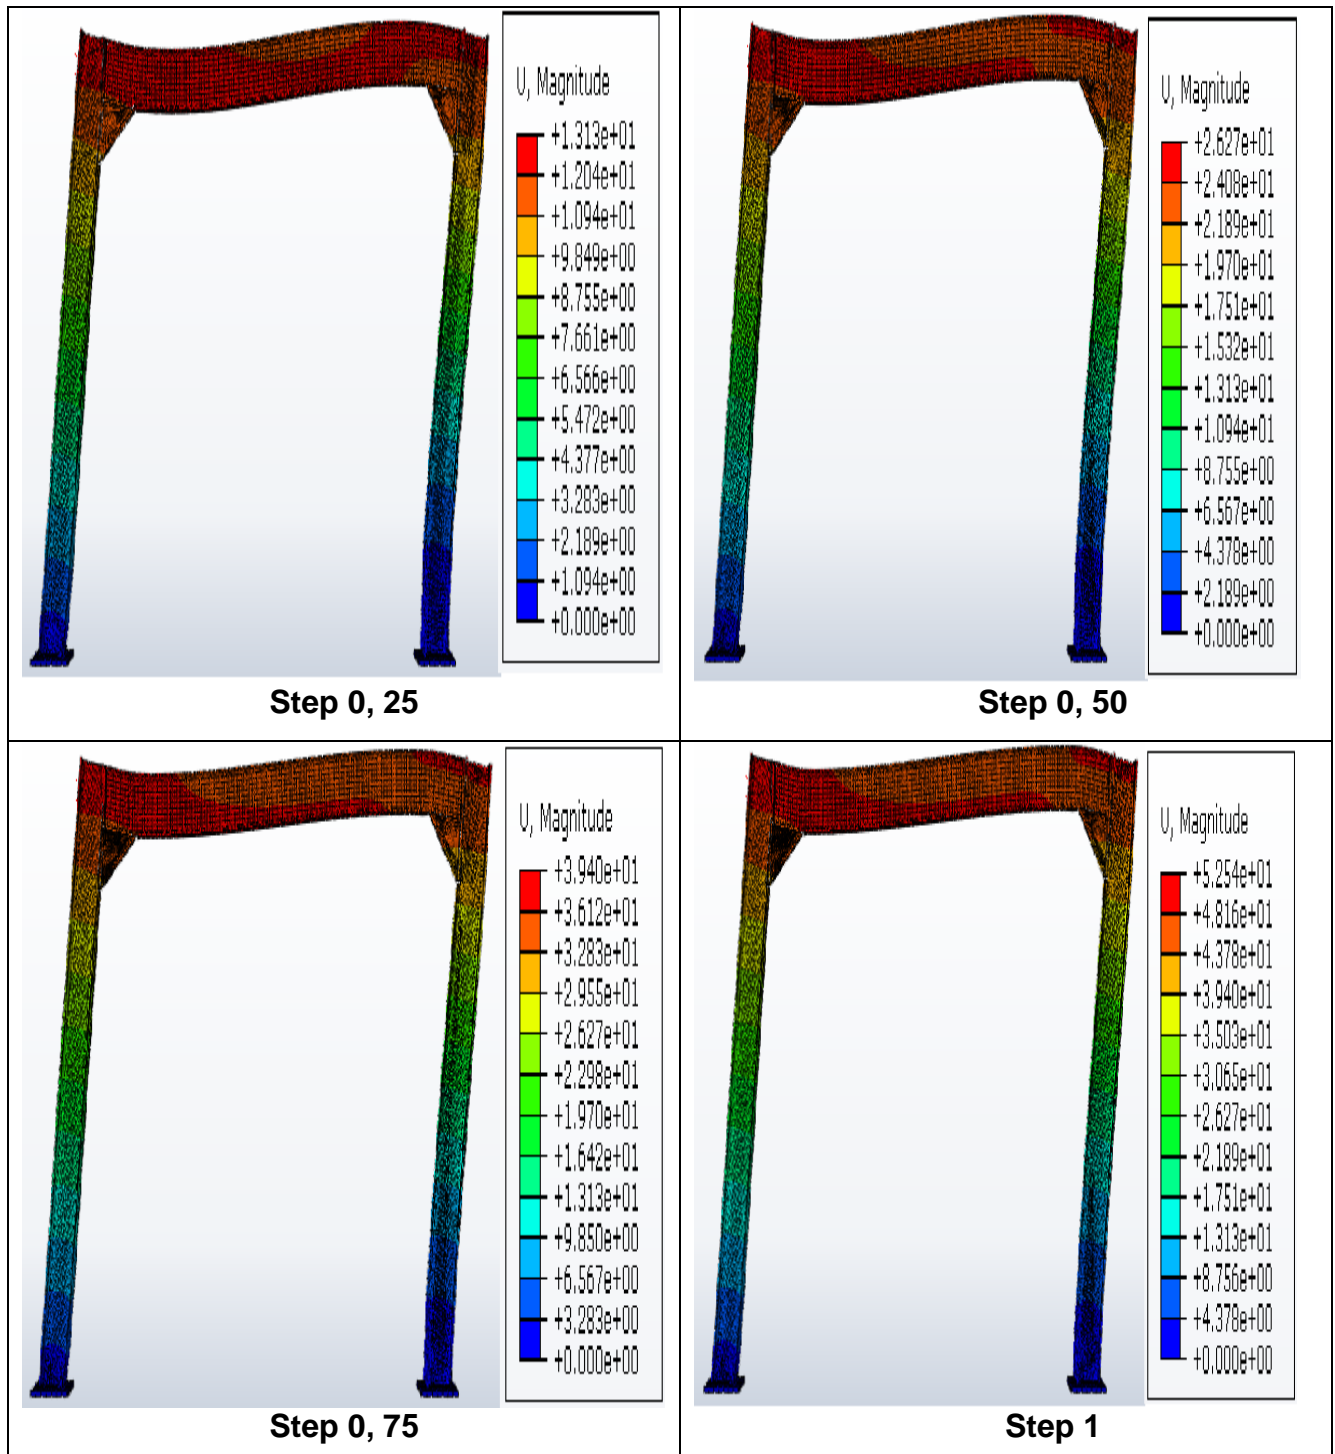 U, Magnitude
+1.313e+01
+1.204e+01
+1.094e+01
+9.849e+00
+8.755e+00
+7.661e+00
+6.566e+00
+5.472e+00
+4.377e+00
+3.283e+00
+2.189e+00
+1.094e+00
+0.000e+00
Step 0, 25
U, Magnitude
+2.627e+01
+2.408e+01
+2.189e+01
+1.970e+01
+1.751e+01
+1.532e+01
+1.313e+01
+1.094e+01
+8.755e+00
+6.567e+00
+4.378e+00
+2.189e+00
+0.000e+00
Step 0, 50
U, Magnitude
+3.940e+01
+3.612e+01
+3.283e+01
+2.955e+01
+2.627e+01
+2.298e+01
+1.970e+01
+1.642e+01
+1.313e+01
+9.850e+00
+6.567e+00
+3.283e+00
+0.000e+00
Step 0, 75
U, Magnitude
+5.254e+01
+4.816e+01
+4.378e+01
+3.940e+01
+3.503e+01
+3.065e+01
+2.627e+01
+2.189e+01
+1.751e+01
+1.313e+01
+8.756e+00
+4.378e+00
+0.000e+00
Step 1